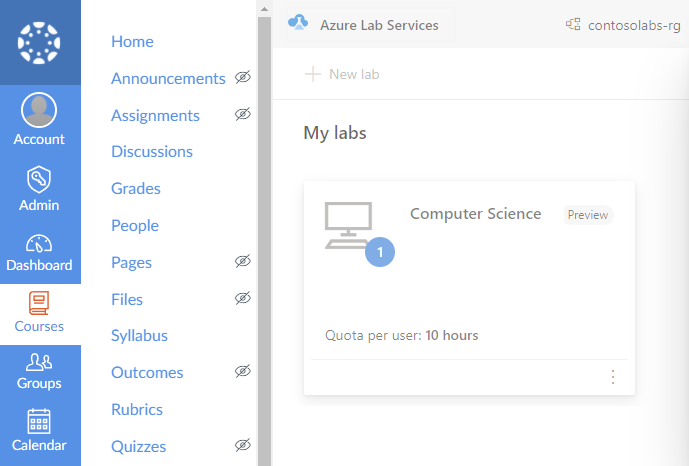 Account
Admin
Dashboard
Courses
Groups
Calendar
Home
Announcements
Assignments
Discussions
Grades
People
Pages
Files
Syllabus
Outcomes
Rubrics
Quizzes
Azure Lab Services
contosolabs-rg
New lab
My labs
Computer Science
Preview
1
Quota per user: 10 hours